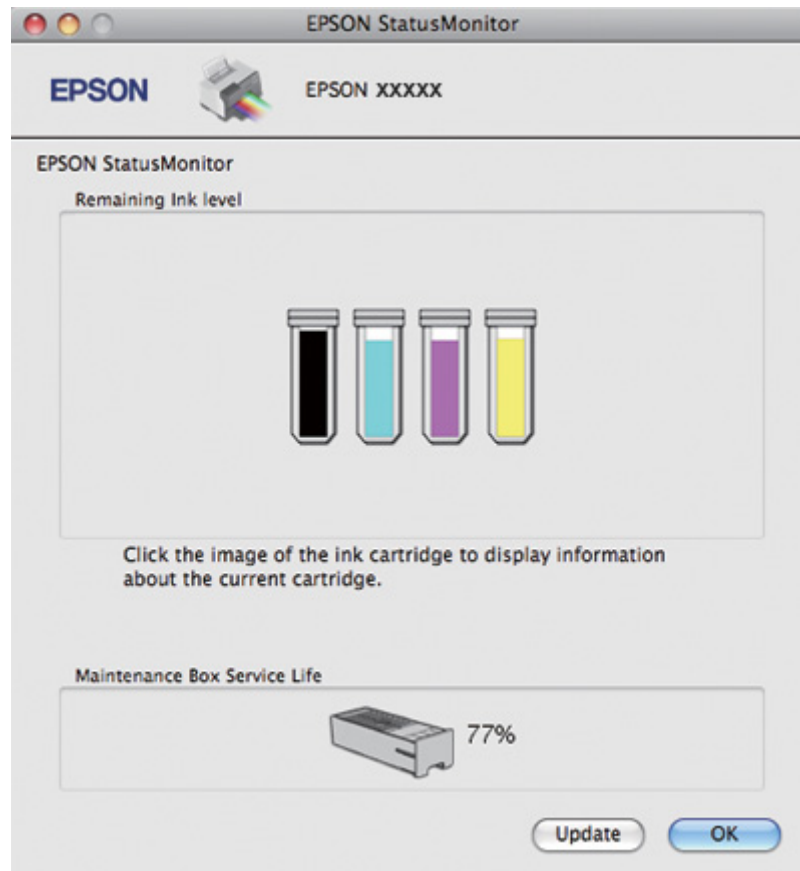 EPSON StatusMonitor
EPSON
EPSON XXXXX
EPSON StatusMonitor
Remaining Ink level
Click the image of the ink cartridge to display information
about the current cartridge.
Maintenance Box Service Life
77%
Update
OK